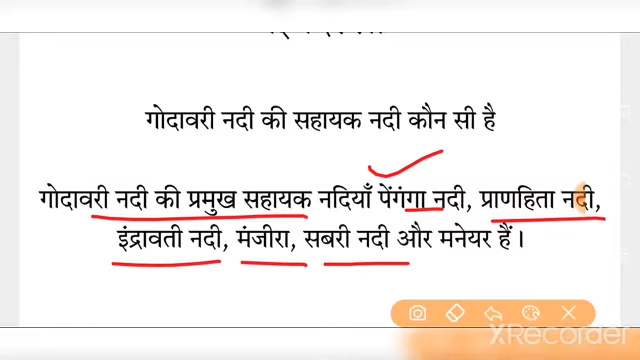 गोदावरी नदी की सहायक नदी कौन सी है
गोदावरी नदी की प्रमुख सहायक नदियाँ पेंगंगा नदी, प्राणहिता नदी,
इंद्रावती नदी, मंजीरा, सबरी नदी और मनेयर हैं।
XRecorder